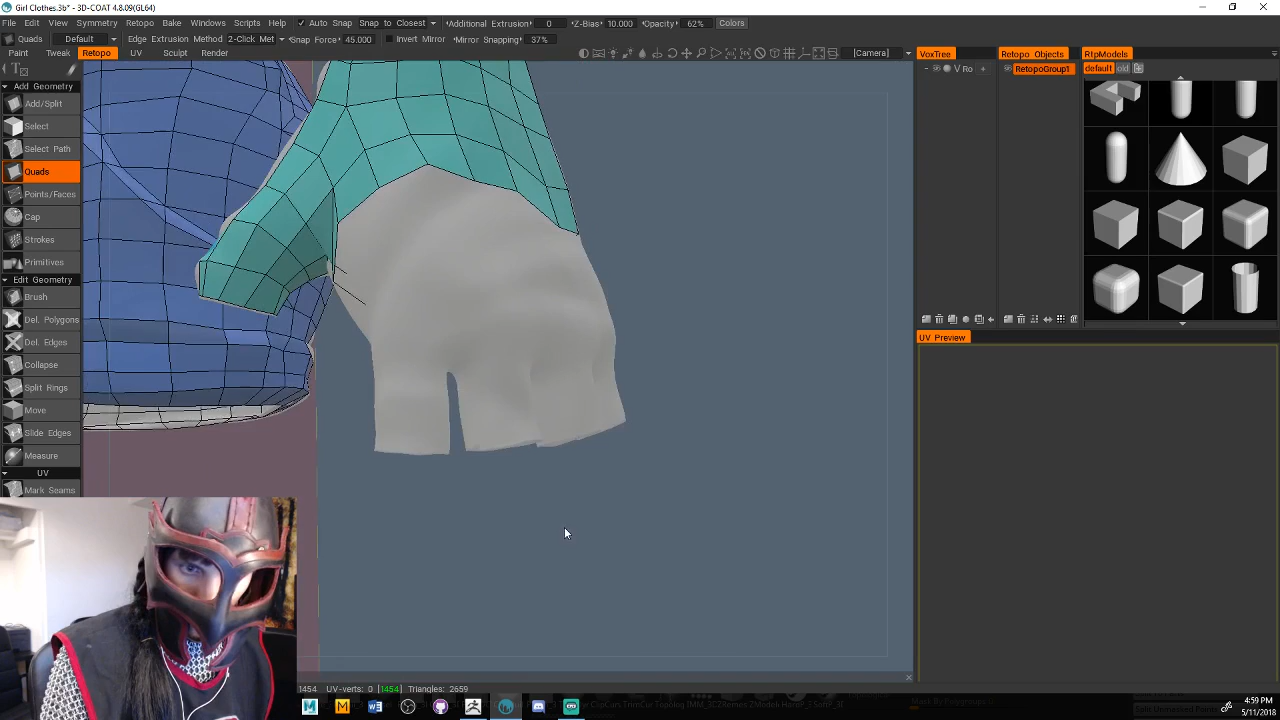 Girl Clothes.3b* - 3D-COAT 4.8.09(GL64)
File Edit View Symmetry Retopo Bake Windows Scripts Help Auto Snap Snap to Closest Additional Extrusion 0 Z-Bias 10.000 Opacity 62% Colors
Quads Default Edge Extrusion Method 2-Click Met Snap Force 45.000 Invert Mirror Mirror Snapping 37%
Paint Tweak Retopo UV Sculpt Render [Camera] VoxTree Retopo Objects RtpModels
V Ro + RetopoGroup1 default old
Add Geometry
Add/Split
Select
Select Path
Quads
Points/Faces
Cap
Strokes
Primitives
Edit Geometry
Brush
Del. Polygons
Del. Edges
Collapse
Split Rings
Move
Slide Edges
Measure
UV
Mark Seams
UV Preview
1454 UV-verts: 0 [1454] Triangles: 2659
4:59 PM
5/11/2018